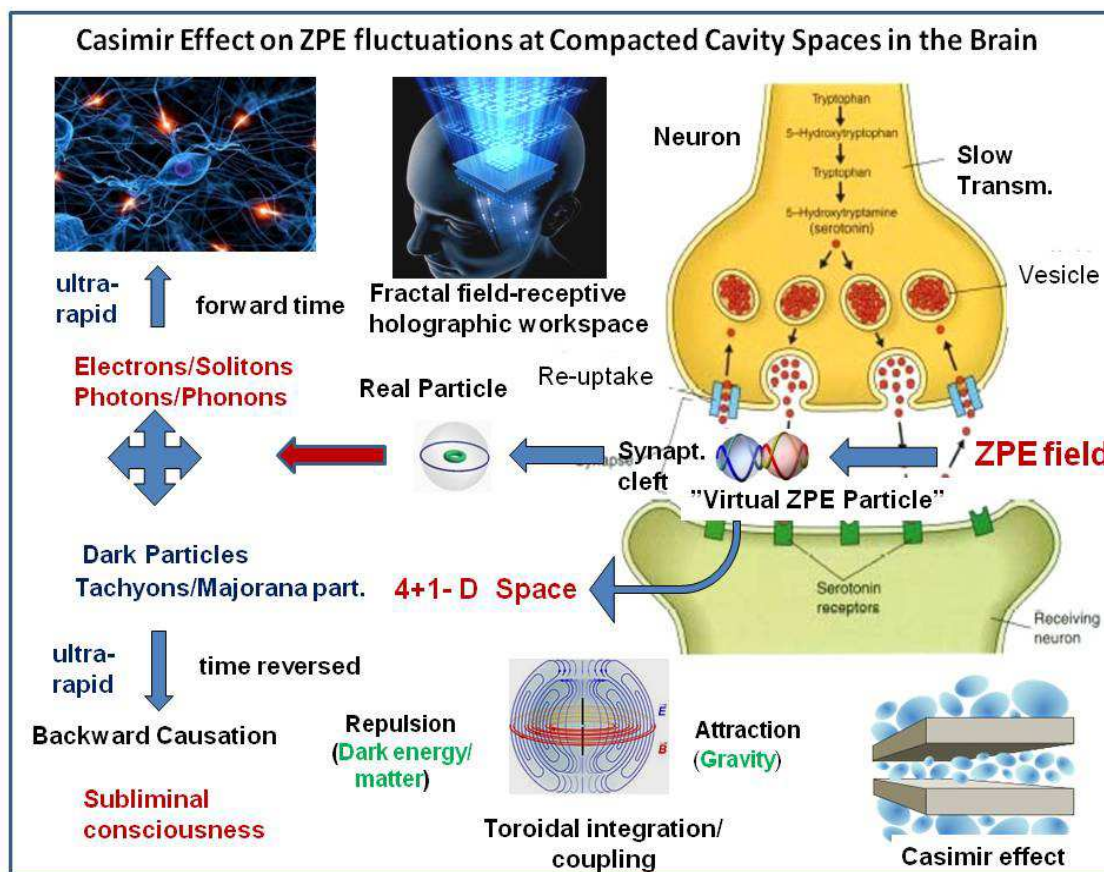 Casimir Effect on ZPE fluctuations at Compacted Cavity Spaces in the Brain
Tryptophan
5-Hydroxytryptophan
Tryptophan
5-Hydroxytryptamine
(serotonin)
Neuron
Slow
Transm.
Vesicle
ultra-
rapid
forward time
Fractal field-receptive
holographic workspace
Electrons/Solitons
Photons/Phonons
Real Particle
Re-uptake
Synapt.
cleft
ZPE field
"Virtual ZPE Particle"
Dark Particles
Tachyons/Majorana part.
4+1- D Space
Serotonin
receptors
Receiving
neuron
ultra-
rapid
time reversed
Backward Causation
Repulsion
(Dark energy/
matter)
E
B
Attraction
(Gravity)
Subliminal
consciousness
Toroidal integration/
coupling
Casimir effect